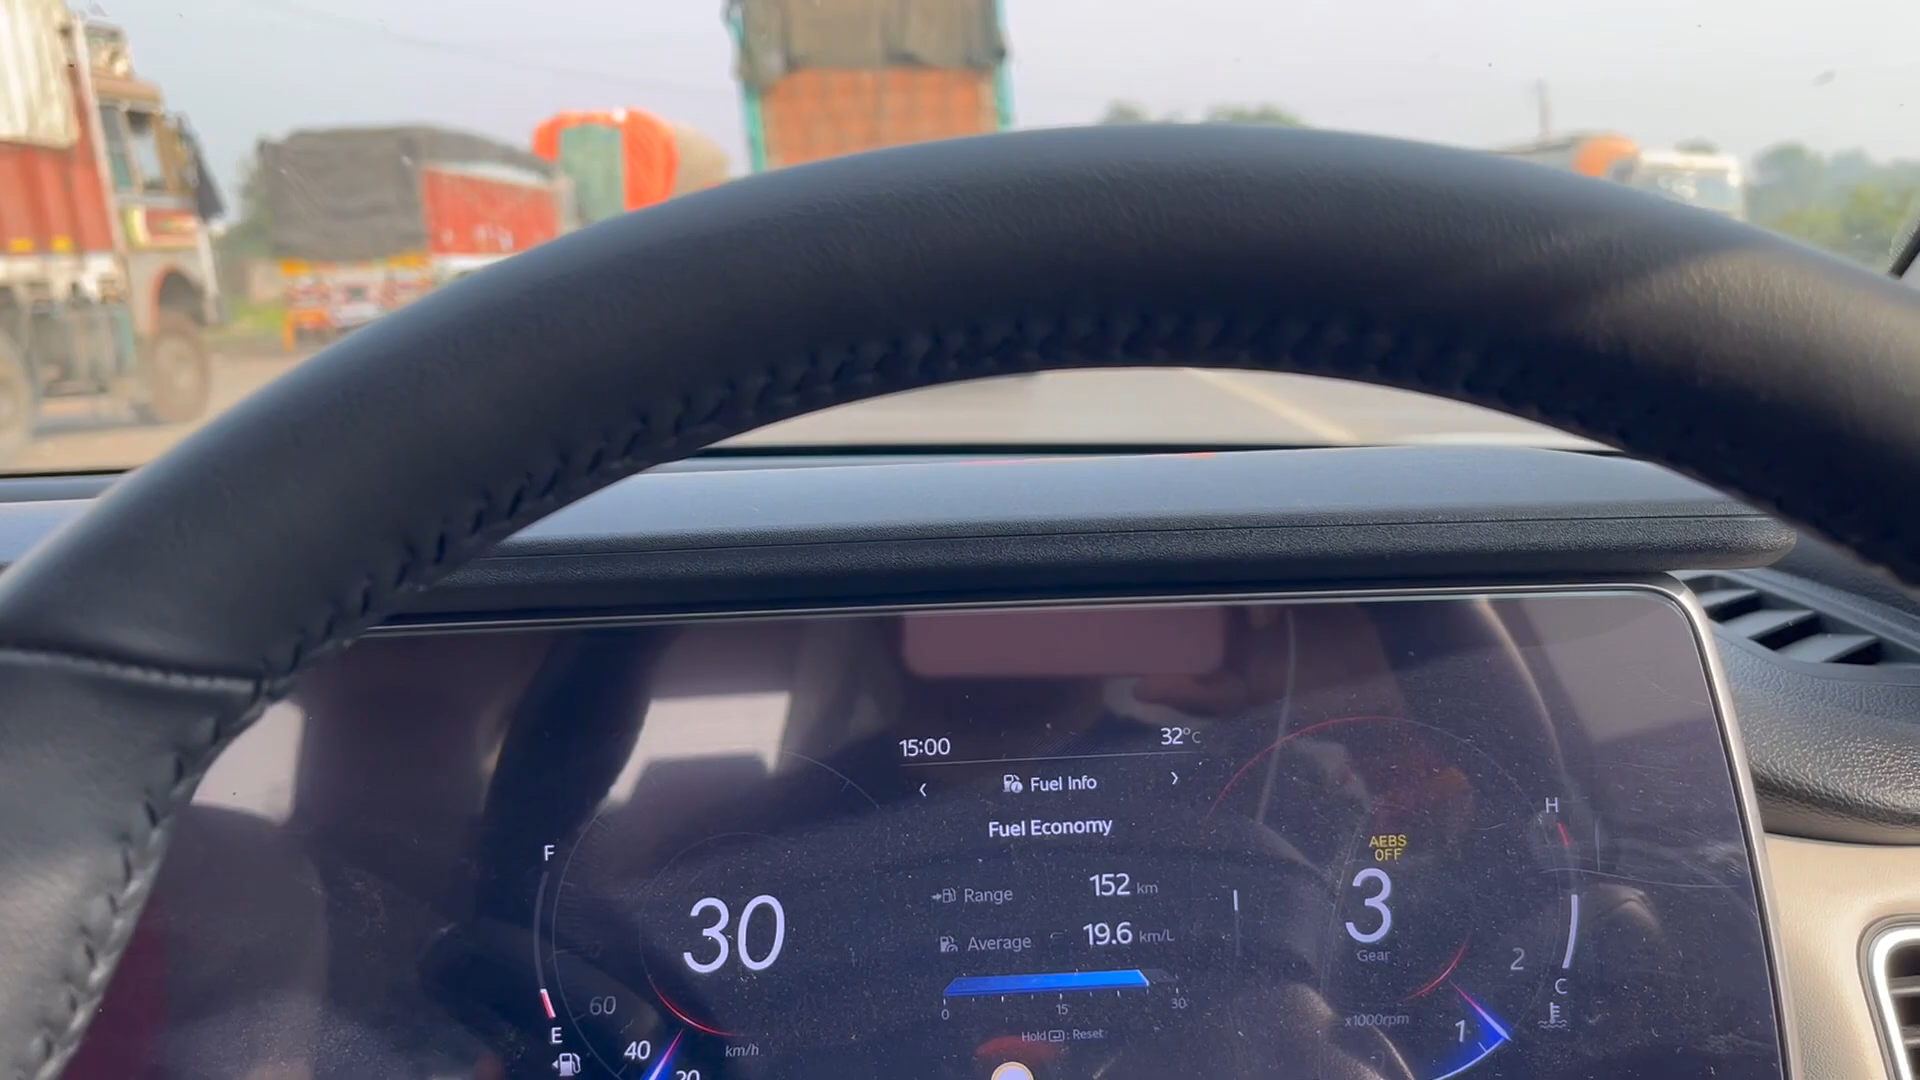 15:00
32°C
‹ Fuel Info ›
Fuel Economy
Range 152 km
Average 19.6 km/L
0 15 30
Hold : Reset
F
E
30
60
40
20
km/h
AEBS
OFF
3
Gear
2
1
x1000rpm
H
C